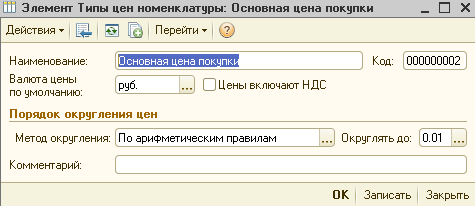 Элемент Типы цен номенклатуры: Основная цена покупки
Действия Перейти ?
Наименование: Основная цена покупки Код: 000000002
Валюта цены по умолчанию: руб. ... Цены включают НДС
Порядок округления цен
Метод округления: По арифметическим правилам ... Округлять до: 0.01 ...
Комментарий:
OK Записать Закрыть